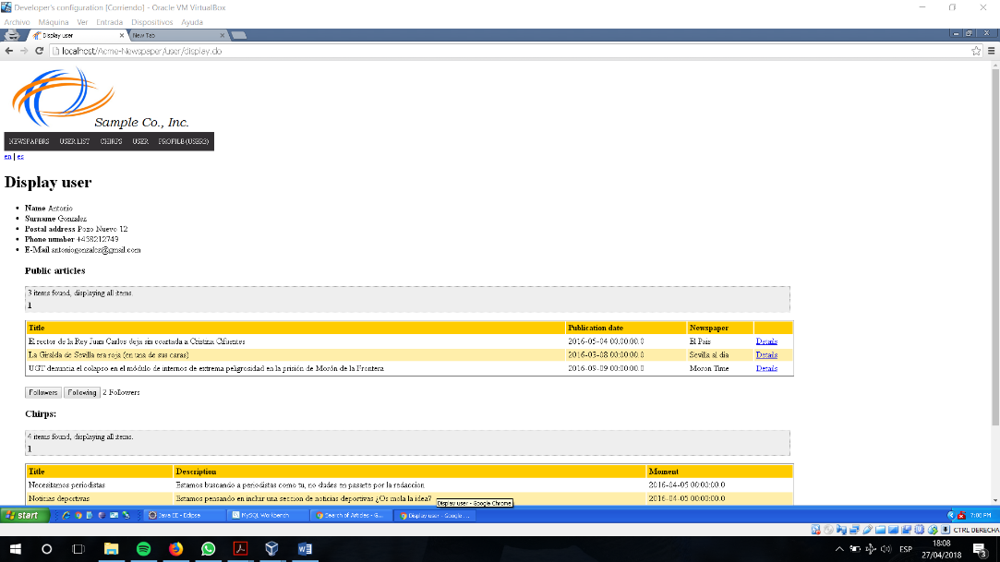 Developer's configuration [Corriendo] - Oracle VM VirtualBox
Archivo Máquina Ver Entrada Dispositivos Ayuda
Display user New Tab
localhost/Acme-Newspaper/user/display.do
Sample Co., Inc.
NEWSPAPERS USER LIST CHIRPS USER PROFILE (USER3)
en | es
Display user
Name Antonio
Surname Gonzalez
Postal address Pozo Nuevo 12
Phone number +458212749
E-Mail antoniogonzalez@gmail.com
Public articles
3 items found, displaying all items.
1
Title Publication date Newspaper
El rector de la Rey Juan Carlos deja sin coartada a Cristina Cifuentes 2016-05-04 00:00:00.0 El Pais Details
La Giralda de Sevilla era roja (en una de sus caras) 2016-03-08 00:00:00.0 Sevilla al dia Details
UGT denuncia el colapso en el módulo de internos de extrema peligrosidad en la prisión de Morón de la Frontera 2016-09-09 00:00:00.0 Moron Time Details
Followers Following 2 Followers
Chirps:
4 items found, displaying all items.
1
Title Description Moment
Necesitamos periodistas Estamos buscando a periodistas como tu, no dudes en pasarte por la redaccion 2016-04-05 00:00:00.0
Noticias deportivas Estamos pensando en incluir una seccion de noticias deportivas ¿Os mola la idea? 2016-04-05 00:00:00.0
Display user - Google Chrome
start Java EE - Eclipse MySQL Workbench Search of Articles - G... Display user - Google ... 7:00 PM
CTRL DERECHA
ESP 18:08
27/04/2018
3